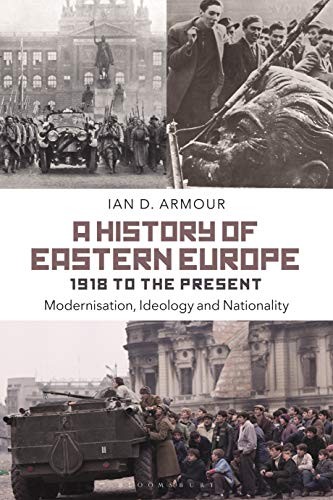 IAN D. ARMOUR
A HISTORY OF
EASTERN EUROPE
1918 TO THE PRESENT
Modernisation, Ideology and Nationality
BLOOMSBURY